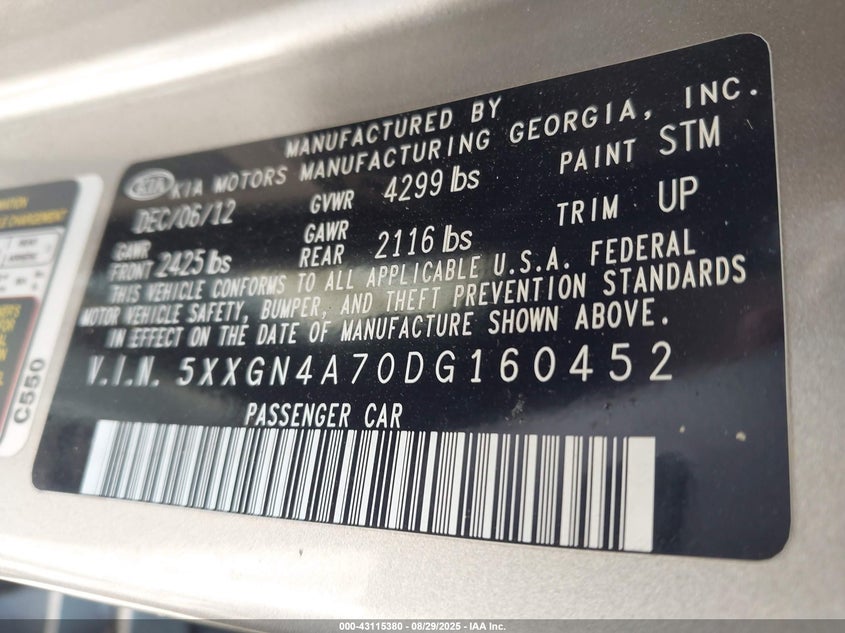 MANUFACTURED BY
KIA KIA MOTORS MANUFACTURING GEORGIA, INC.
DEC/06/12 GVWR 4299 lbs PAINT STM
GAWR FRONT 2425 lbs GAWR REAR 2116 lbs TRIM UP
THIS VEHICLE CONFORMS TO ALL APPLICABLE U.S.A. FEDERAL
MOTOR VEHICLE SAFETY, BUMPER, AND THEFT PREVENTION STANDARDS
IN EFFECT ON THE DATE OF MANUFACTURE SHOWN ABOVE.
V.I.N. 5XXGN4A70DG160452
PASSENGER CAR
C550
000-43115380 | 08/29/2025 - IAA Inc.